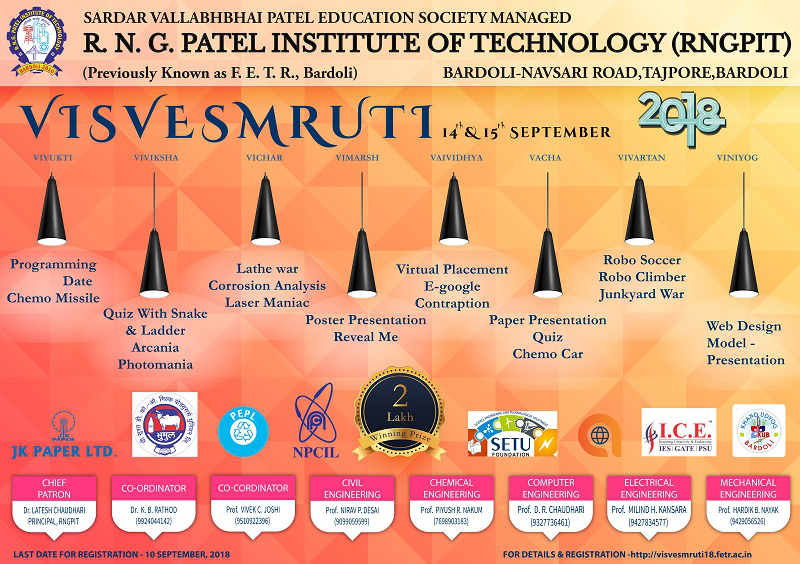 SARDAR VALLABHBHAI PATEL EDUCATION SOCIETY MANAGED
R. N. G. PATEL INSTITUTE OF TECHNOLOGY (RNGPIT)
(Previously Known as F. E. T. R., Bardoli)
BARDOLI-NAVSARI ROAD,TAJPORE,BARDOLI
VISVESMRUTI
14th & 15th SEPTEMBER
2018
VIYUKTI
VIVIKSHA
VICHAR
VIMARSH
VAIVIDHYA
VACHA
VIVARTAN
VINIYOG
Programming
Date
Chemo Missile
Quiz With Snake
& Ladder
Arcania
Photomania
Lathe war
Corrosion Analysis
Laser Maniac
Poster Presentation
Reveal Me
Virtual Placement
E-google
Contraption
Paper Presentation
Quiz
Chemo Car
Robo Soccer
Robo Climber
Junkyard War
Web Design
Model -
Presentation
JK PAPER LTD.
PEPL
NPCIL
2
Lakh
Winning Prize
SETU
FOUNDATION
I.C.E.
IES|GATE|PSU
KHANO UDYOG
KUB
BARDOLI
CHIEF
PATRON
Dr. LATESH CHAUDHARI
PRINCIPAL, RNGPIT
CO-ORDINATOR
Dr. K. B. RATHOD
(9924044142)
CO-ORDINATOR
Prof. VIVEK C. JOSHI
(9510922396)
CIVIL
ENGINEERING
Prof. NIRAV P. DESAI
(9099059599)
CHEMICAL
ENGINEERING
Prof. PIYUSH R. NAKUM
(7698903183)
COMPUTER
ENGINEERING
Prof. D. R. CHAUDHARI
(9327736461)
ELECTRICAL
ENGINEERING
Prof. MILIND H. KANSARA
(9427834577)
MECHANICAL
ENGINEERING
Prof. HARDIK B. NAYAK
(9429056526)
LAST DATE FOR REGISTRATION - 10 SEPTEMBER, 2018
FOR DETAILS & REGISTRATION -http://visvesmruti18.fetr.ac.in